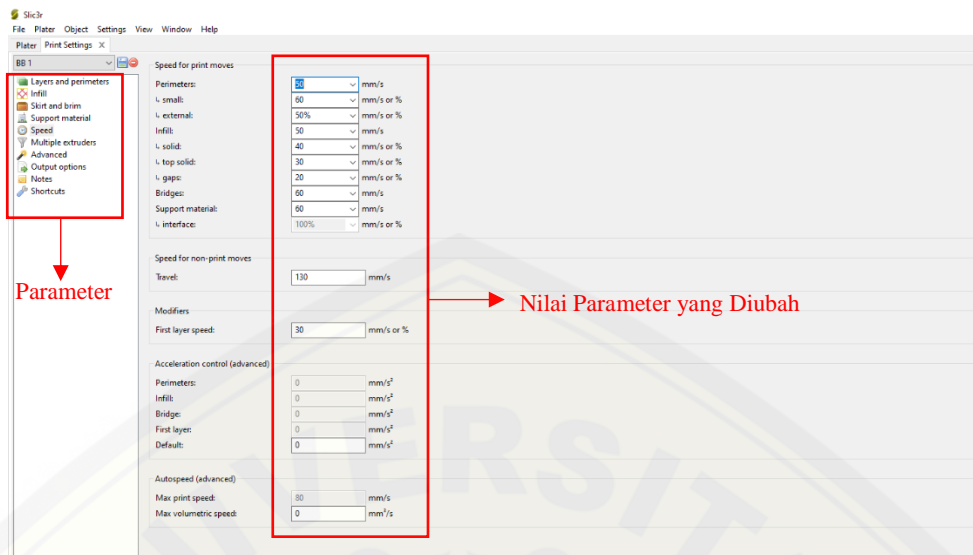 Slic3r
File Plater Object Settings View Window Help
Plater Print Settings X
BB 1
Layers and perimeters
Infill
Skirt and brim
Support material
Speed
Multiple extruders
Advanced
Output options
Notes
Shortcuts
Parameter
Speed for print moves
Perimeters: 50 mm/s
small: 60 mm/s or %
external: 50% mm/s or %
Infill: 50 mm/s
solid: 40 mm/s or %
top solid: 30 mm/s or %
gaps: 20 mm/s or %
Bridges: 60 mm/s
Support material: 60 mm/s
interface: 100% mm/s or %
Speed for non-print moves
Travel: 130 mm/s
Nilai Parameter yang Diubah
Modifiers
First layer speed: 30 mm/s or %
Acceleration control (advanced)
Perimeters: 0 mm/s²
Infill: 0 mm/s²
Bridge: 0 mm/s²
First layer: 0 mm/s²
Default: 0 mm/s²
Autospeed (advanced)
Max print speed: 80 mm/s
Max volumetric speed: 0 mm³/s